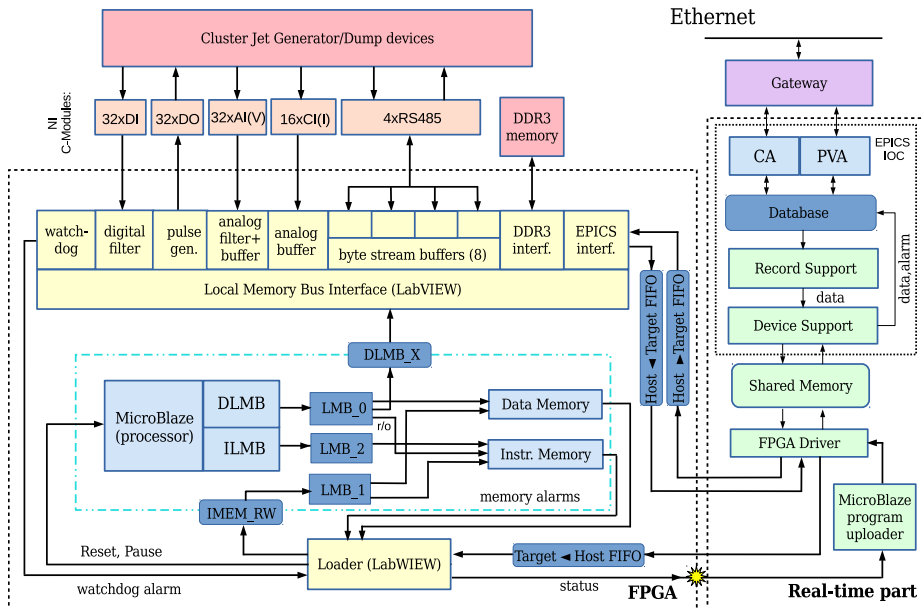 Ethernet
Cluster Jet Generator/Dump devices
Gateway
NI
C-Modules:
32xDI
32xDO
32xAI(V)
16xCI(I)
4xRS485
DDR3
memory
EPICS
IOC
CA
PVA
Database
watch-
dog
digital
filter
pulse
gen.
analog
filter+
buffer
analog
buffer
byte stream buffers (8)
DDR3
interf.
EPICS
interf.
Local Memory Bus Interface (LabVIEW)
Host ◄ Target FIFO
Host ► Target FIFO
Record Support
data
data,alarm
Device Support
Shared Memory
FPGA Driver
DLMB_X
MicroBlaze
(processor)
DLMB
ILMB
LMB_0
r/o
LMB_2
LMB_1
Data Memory
Instr. Memory
IMEM_RW
memory alarms
MicroBlaze
program
uploader
Reset, Pause
Loader (LabWIEW)
Target ◄ Host FIFO
watchdog alarm
status
FPGA
Real-time part